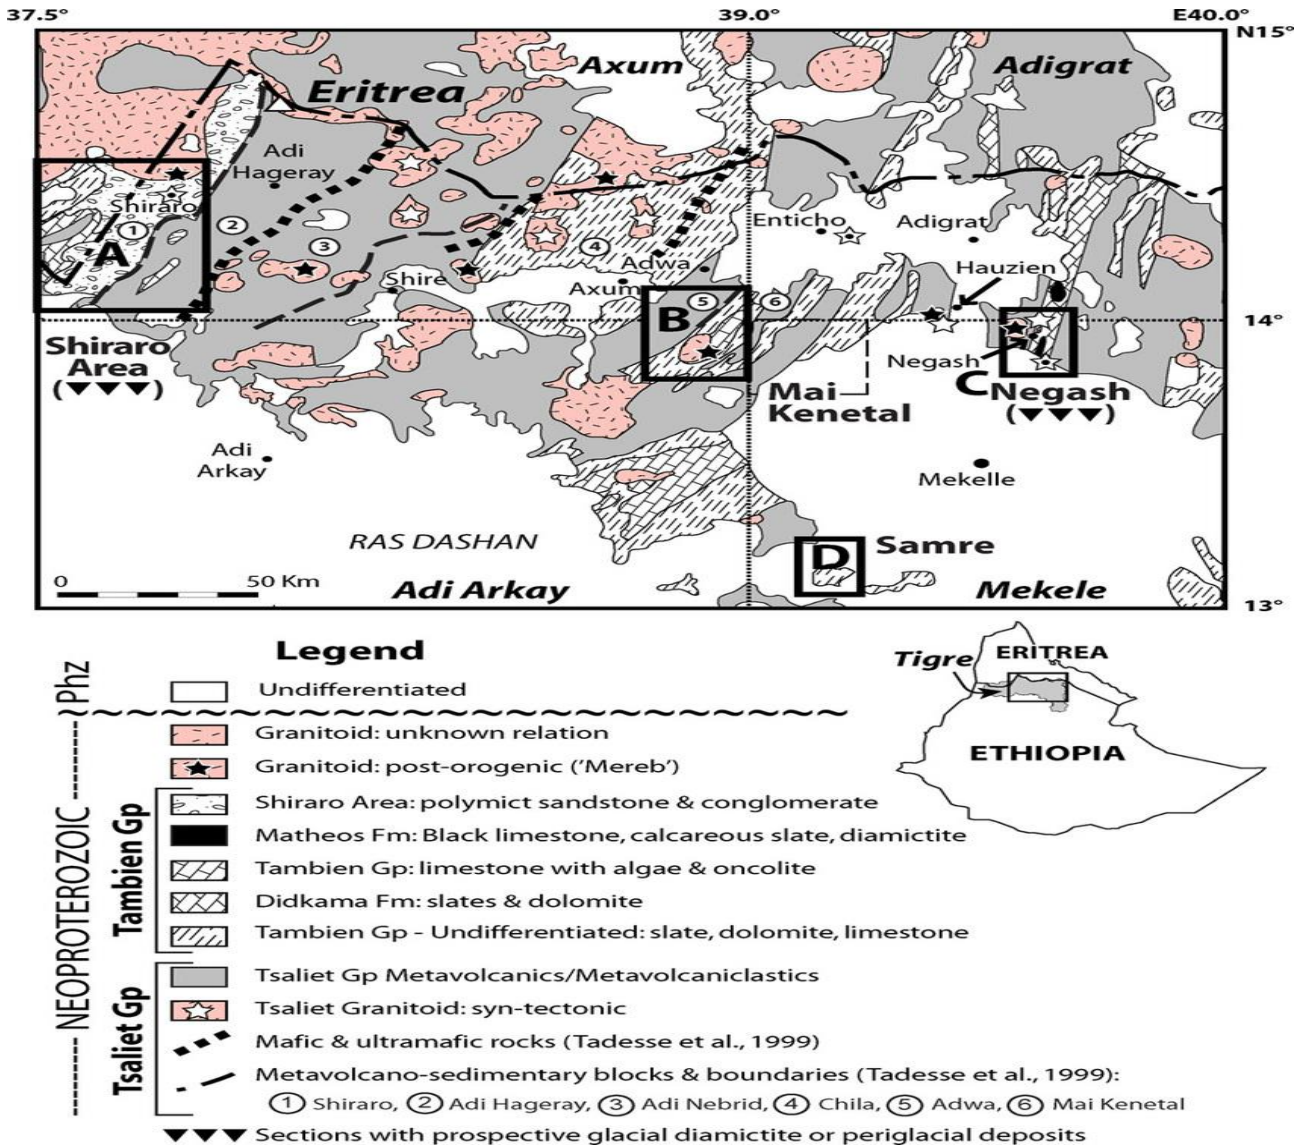 37.5°
39.0°
E40.0°
N15°
Axum
Adigrat
Eritrea
Adi
Hageray
Shiraro
1
A
2
3
4
Enticho
Adigrat
Hauzien
Shire
Adwa
Axum
5
6
B
14°
Shiraro
Area
(▼▼▼)
Negash
C Negash
(▼▼▼)
Mai
Kenetal
Adi
Arkay
Mekelle
RAS DASHAN
D
Samre
0
50 Km
Adi Arkay
Mekele
13°
Legend
Phz
NEOPROTEROZOIC
Tambien Gp
Tsaliet Gp
Undifferentiated
Granitoid: unknown relation
Granitoid: post-orogenic ('Mereb')
Shiraro Area: polymict sandstone & conglomerate
Matheos Fm: Black limestone, calcareous slate, diamictite
Tambien Gp: limestone with algae & oncolite
Didkama Fm: slates & dolomite
Tambien Gp - Undifferentiated: slate, dolomite, limestone
Tsaliet Gp Metavolcanics/Metavolcaniclastics
Tsaliet Granitoid: syn-tectonic
Mafic & ultramafic rocks (Tadesse et al., 1999)
Metavolcano-sedimentary blocks & boundaries (Tadesse et al., 1999):
1 Shiraro, 2 Adi Hageray, 3 Adi Nebrid, 4 Chila, 5 Adwa, 6 Mai Kenetal
▼▼▼ Sections with prospective glacial diamictite or periglacial deposits
Tigre
ERITREA
ETHIOPIA